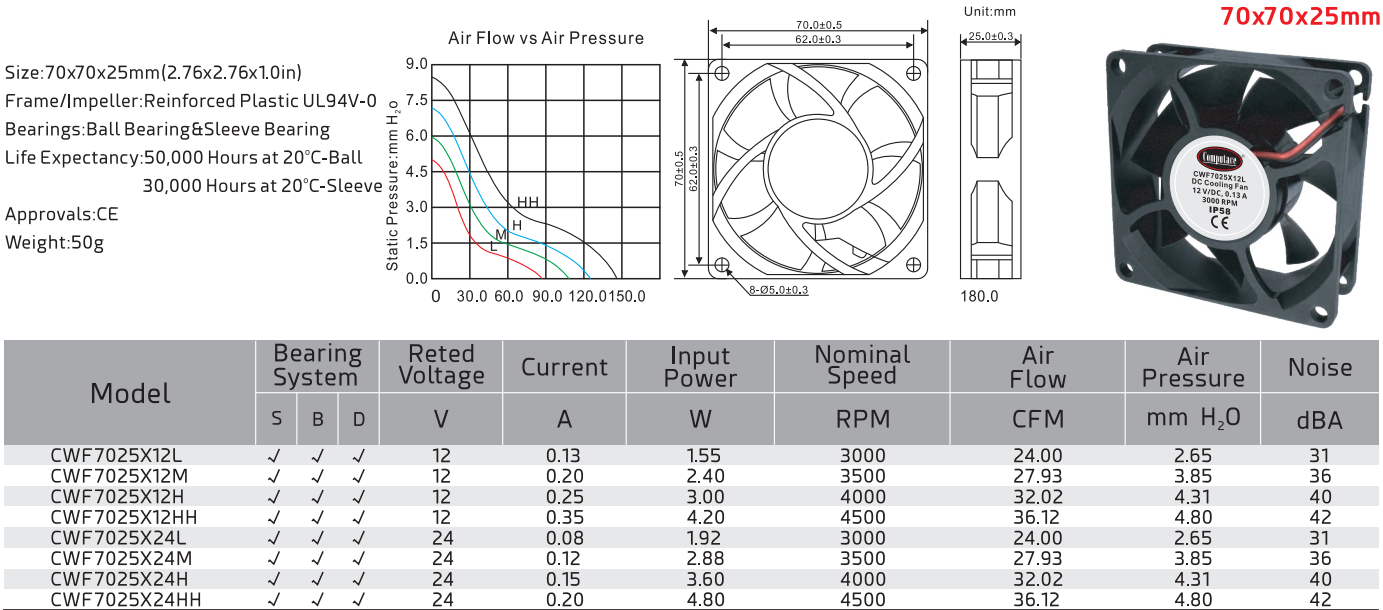 70x70x25mm
Size:70x70x25mm(2.76x2.76x1.0in)
Frame/Impeller:Reinforced Plastic UL94V-0
Bearings:Ball Bearing&Sleeve Bearing
Life Expectancy:50,000 Hours at 20°C-Ball
30,000 Hours at 20°C-Sleeve
Approvals:CE
Weight:50g
Air Flow vs Air Pressure
Static Pressure:mm H₂o
9.0
7.5
6.0
4.5
3.0
1.5
0.0
HH
H
M
L
0 30.0 60.0 90.0 120.0 150.0
Unit:mm
70.0±0.5
62.0±0.3
25.0±0.3
70±0.5
62.0±0.3
8-Ø5.0±0.3
180.0
Computace
CWF7025X12L
DC Cooling Fan
12 V/DC, 0.13 A
3000 RPM
IP58
CE
Model Bearing System Reted Voltage Current Input Power Nominal Speed Air Flow Air Pressure Noise
S B D V A W RPM CFM mm H₂O dBA
CWF7025X12L √ √ √ 12 0.13 1.55 3000 24.00 2.65 31
CWF7025X12M √ √ √ 12 0.20 2.40 3500 27.93 3.85 36
CWF7025X12H √ √ √ 12 0.25 3.00 4000 32.02 4.31 40
CWF7025X12HH √ √ √ 12 0.35 4.20 4500 36.12 4.80 42
CWF7025X24L √ √ √ 24 0.08 1.92 3000 24.00 2.65 31
CWF7025X24M √ √ √ 24 0.12 2.88 3500 27.93 3.85 36
CWF7025X24H √ √ √ 24 0.15 3.60 4000 32.02 4.31 40
CWF7025X24HH √ √ √ 24 0.20 4.80 4500 36.12 4.80 42